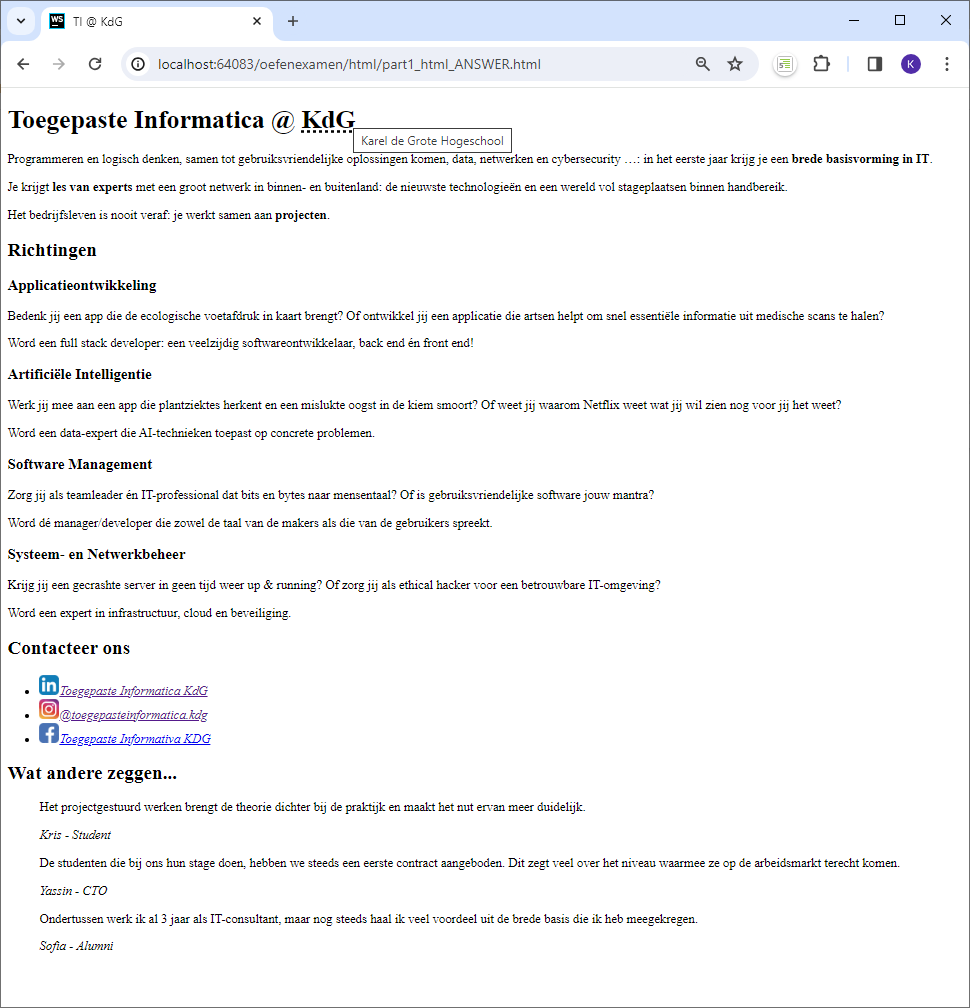 WS
TI @ KdG
localhost:64083/oefenexamen/html/part1_html_ANSWER.html
K
Toegepaste Informatica @ KdG
Karel de Grote Hogeschool
Programmeren en logisch denken, samen tot gebruiksvriendelijke oplossingen komen, data, netwerken en cybersecurity …: in het eerste jaar krijg je een brede basisvorming in IT.
Je krijgt les van experts met een groot netwerk in binnen- en buitenland: de nieuwste technologieën en een wereld vol stageplaatsen binnen handbereik.
Het bedrijfsleven is nooit veraf: je werkt samen aan projecten.
Richtingen
Applicatieontwikkeling
Bedenk jij een app die de ecologische voetafdruk in kaart brengt? Of ontwikkel jij een applicatie die artsen helpt om snel essentiële informatie uit medische scans te halen?
Word een full stack developer: een veelzijdig softwareontwikkelaar, back end én front end!
Artificiële Intelligentie
Werk jij mee aan een app die plantziektes herkent en een mislukte oogst in de kiem smoort? Of weet jij waarom Netflix weet wat jij wil zien nog voor jij het weet?
Word een data-expert die AI-technieken toepast op concrete problemen.
Software Management
Zorg jij als teamleader én IT-professional dat bits en bytes naar mensentaal? Of is gebruiksvriendelijke software jouw mantra?
Word dé manager/developer die zowel de taal van de makers als die van de gebruikers spreekt.
Systeem- en Netwerkbeheer
Krijg jij een gecrashte server in geen tijd weer up & running? Of zorg jij als ethical hacker voor een betrouwbare IT-omgeving?
Word een expert in infrastructuur, cloud en beveiliging.
Contacteer ons
in Toegepaste Informatica KdG
@toegepasteinformatica.kdg
f Toegepaste Informativa KDG
Wat andere zeggen...
Het projectgestuurd werken brengt de theorie dichter bij de praktijk en maakt het nut ervan meer duidelijk.
Kris - Student
De studenten die bij ons hun stage doen, hebben we steeds een eerste contract aangeboden. Dit zegt veel over het niveau waarmee ze op de arbeidsmarkt terecht komen.
Yassin - CTO
Ondertussen werk ik al 3 jaar als IT-consultant, maar nog steeds haal ik veel voordeel uit de brede basis die ik heb meegekregen.
Sofia - Alumni